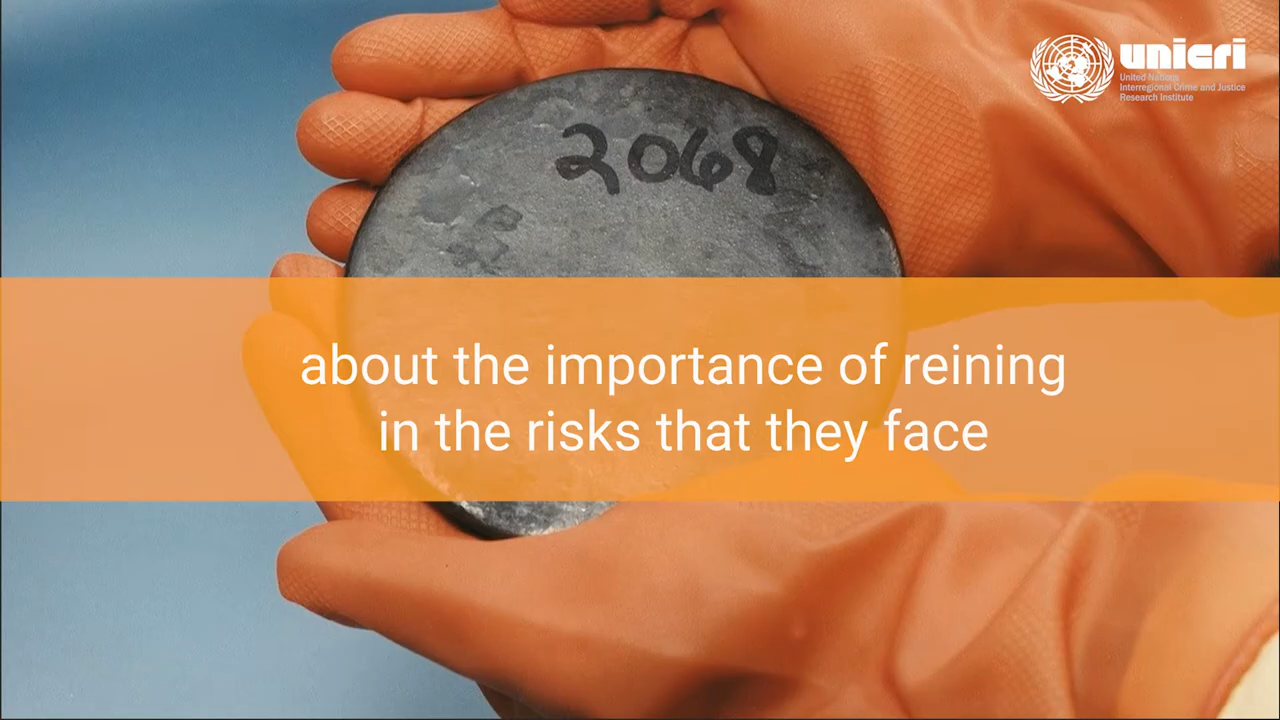 unicri
United Nations
Interregional Crime and Justice
Research Institute
2068
about the importance of reining
in the risks that they face